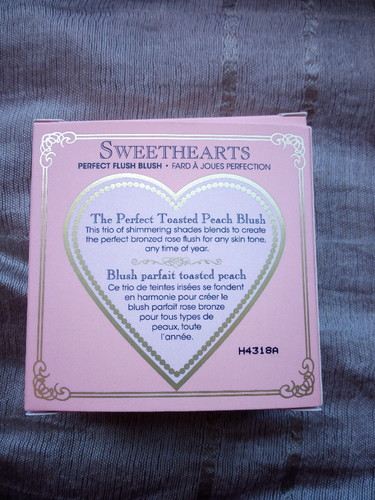 SWEETHEARTS
PERFECT FLUSH BLUSH • FARD À JOUES PERFECTION
The Perfect Toasted Peach Blush
This trio of shimmering shades blends to create
the perfect bronzed rose flush for any skin tone,
any time of year.
Blush parfait toasted peach
Ce trio de teintes irisées se fondent
en harmonie pour créer le
blush parfait rose bronze
pour tous types de
peaux, toute
l'année.
H4318A